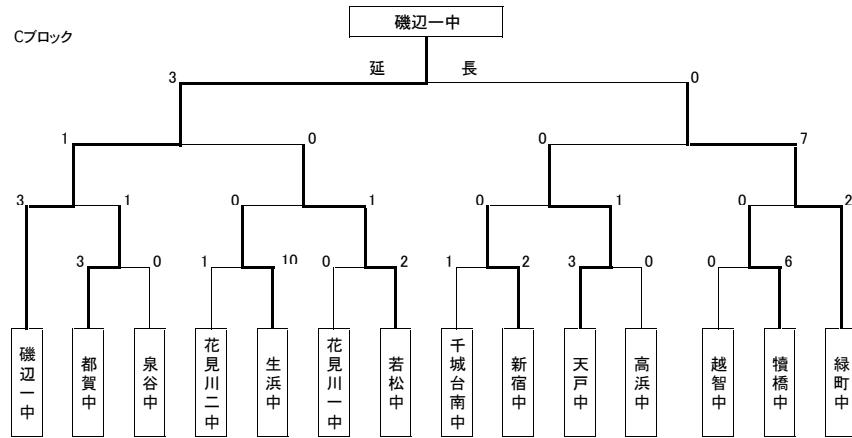 磯辺一中
Cブロック
延 長
3 0
1 0 0 7
3 1 0 1 0 1 0 2
3 0 1 10 0 2 1 2 3 0 0 6
磯辺一中
都賀中
泉谷中
花見川二中
生浜中
花見川一中
若松中
千城台南中
新宿中
天戸中
高浜中
越智中
犢橋中
緑町中